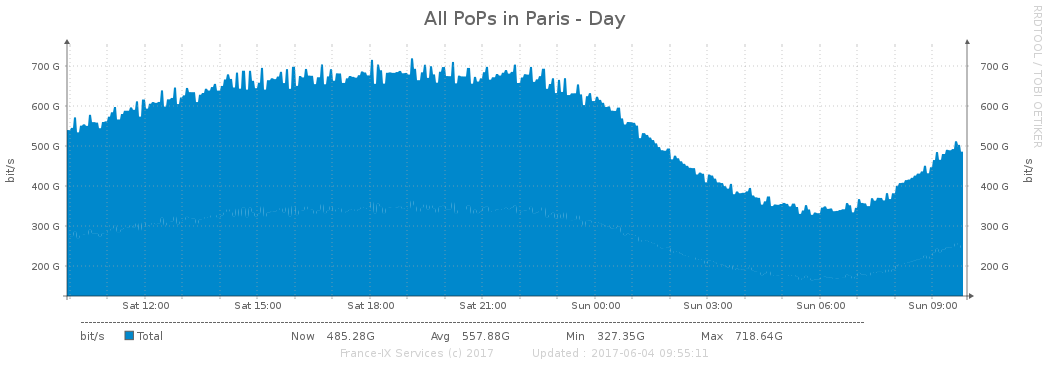 All PoPs in Paris - Day
RRDTOOL / TOBI OETIKER
bit/s
700 G 700 G
600 G 600 G
500 G 500 G
400 G 400 G
300 G 300 G
200 G 200 G
bit/s
Sat 12:00 Sat 15:00 Sat 18:00 Sat 21:00 Sun 00:00 Sun 03:00 Sun 06:00 Sun 09:00
bit/s Total Now 485.28G Avg 557.88G Min 327.35G Max 718.64G
France-IX Services (c) 2017 Updated : 2017-06-04 09:55:11